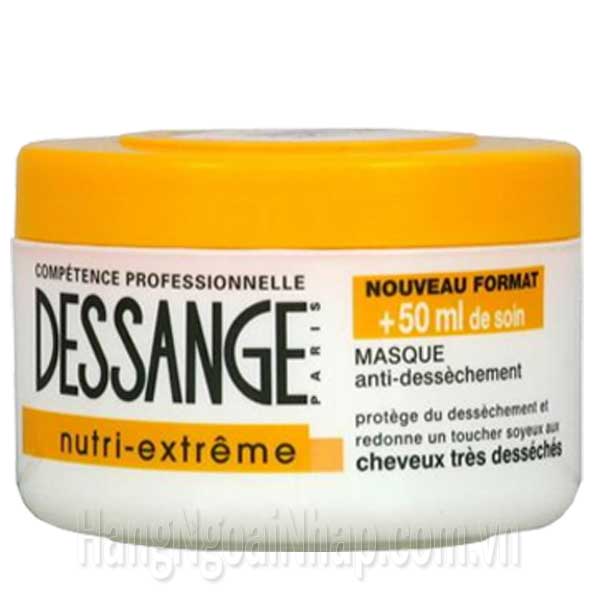 COMPÉTENCE PROFESSIONNELLE
DESSANGE
PARIS
nutri-extrême
NOUVEAU FORMAT
+50 ml de soin
MASQUE
anti-dessèchement
protège du dessèchement et
redonne un toucher soyeux aux
cheveux très desséchés
HangNgoaiNhap.com.vn